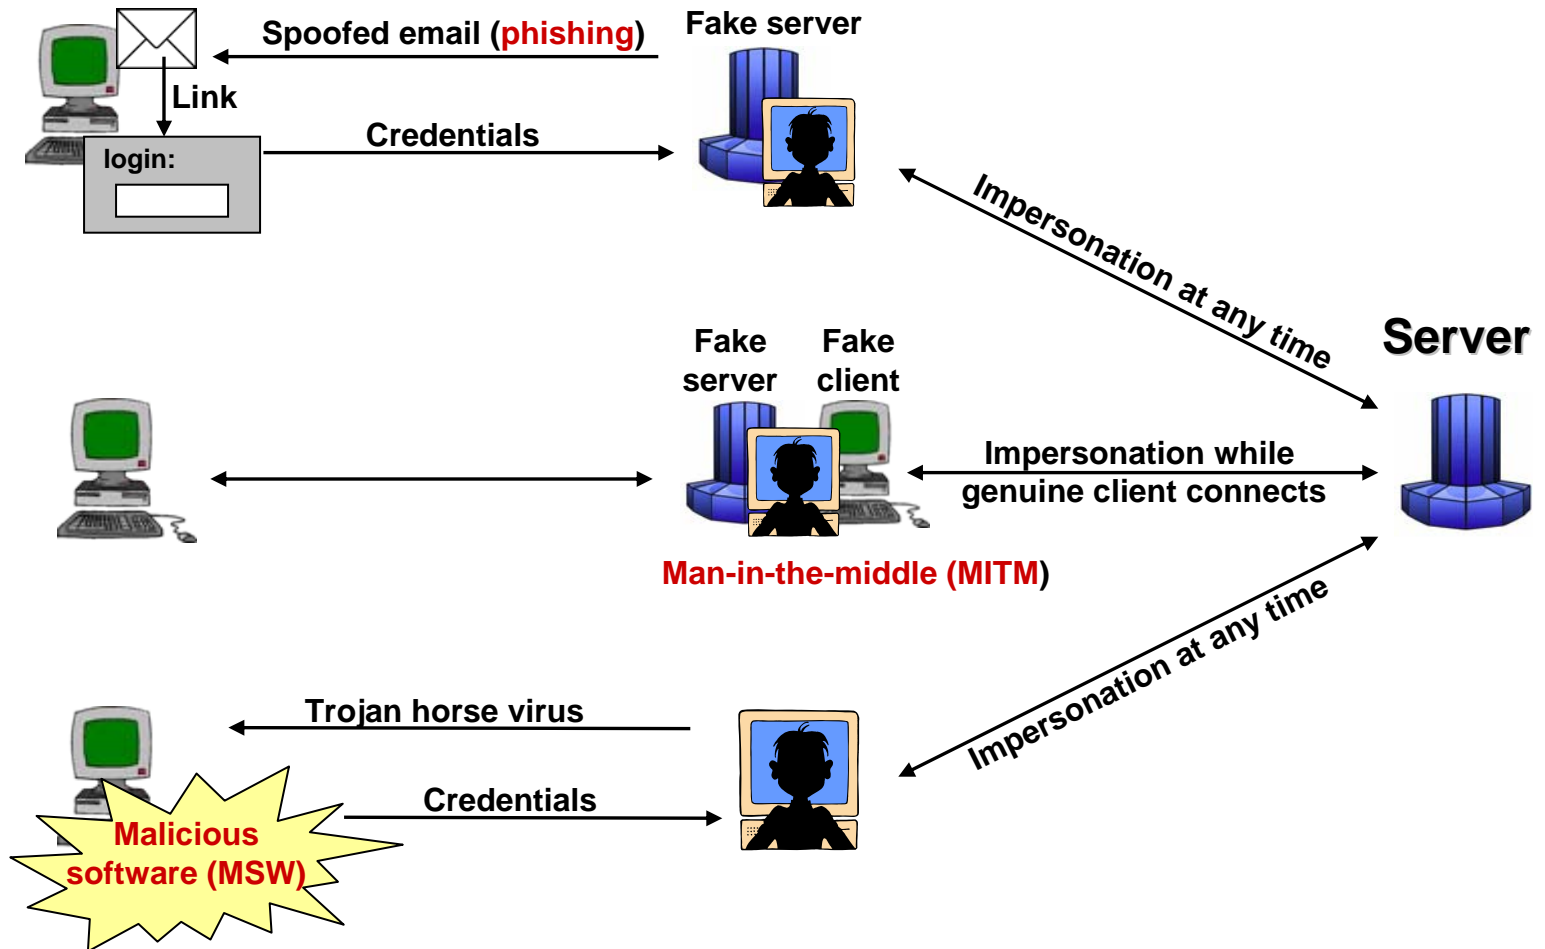 Spoofed email (phishing)
Fake server
Link
Credentials
login:
Impersonation at any time
Server
Fake
server
Fake
client
Impersonation while
genuine client connects
Man-in-the-middle (MITM)
Impersonation at any time
Trojan horse virus
Credentials
Malicious
software (MSW)